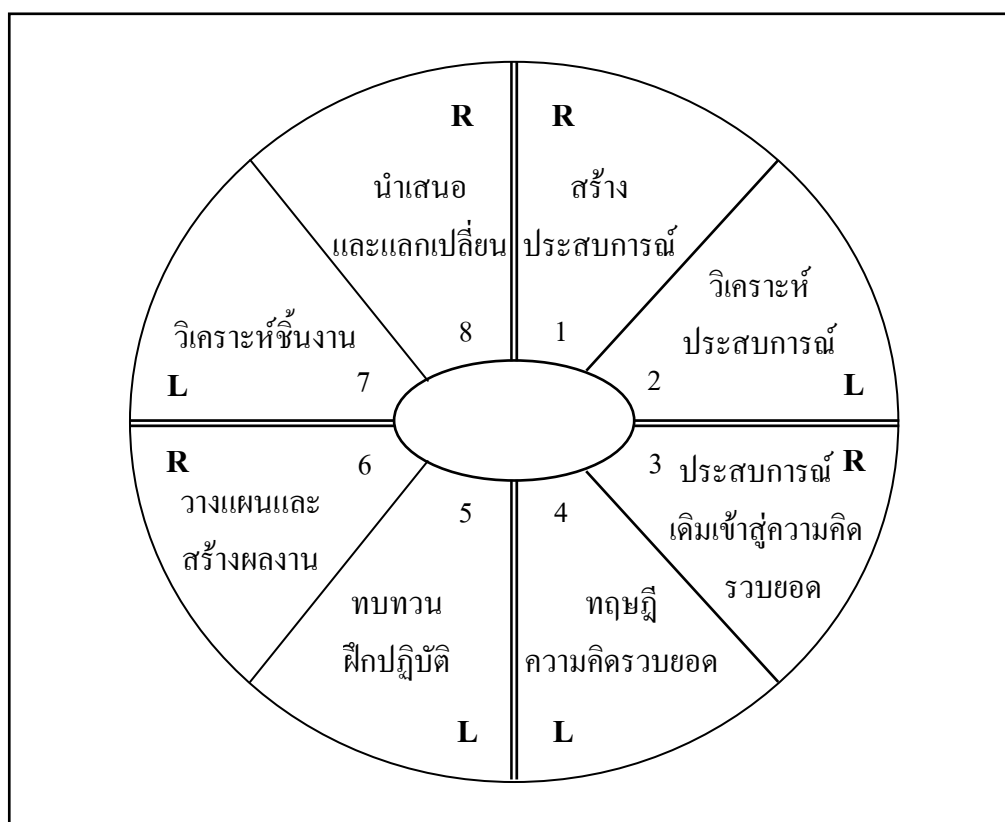 R
สร้าง
ประสบการณ์
1
วิเคราะห์
ประสบการณ์
2
L
3
ประสบการณ์ R
เดิมเข้าสู่ความคิด
รวบยอด
4
ทฤษฎี
ความคิดรวบยอด
L
5
ทบทวน
ฝึกปฏิบัติ
L
R
6
วางแผนและ
สร้างผลงาน
วิเคราะห์ชิ้นงาน
L
7
R
นำเสนอ
และแลกเปลี่ยน
8